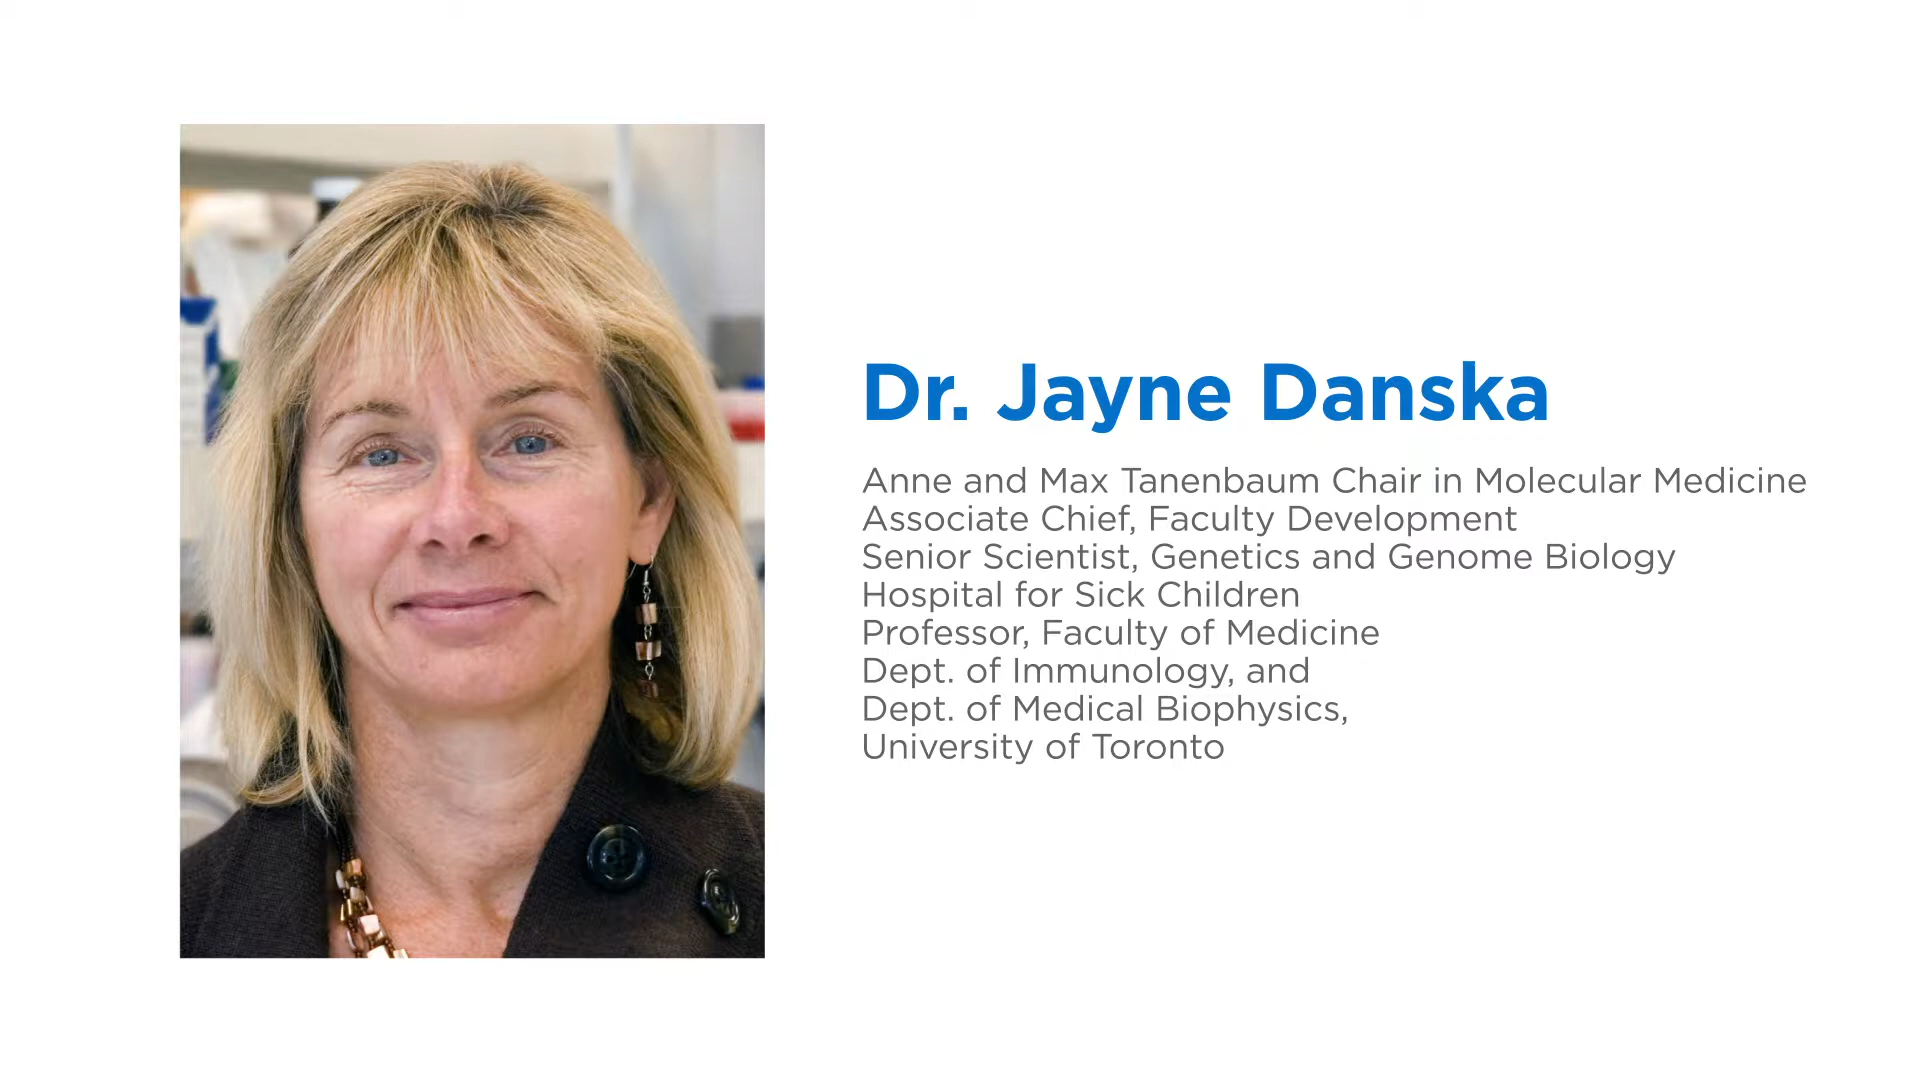 Dr. Jayne Danska
Anne and Max Tanenbaum Chair in Molecular Medicine
Associate Chief, Faculty Development
Senior Scientist, Genetics and Genome Biology
Hospital for Sick Children
Professor, Faculty of Medicine
Dept. of Immunology, and
Dept. of Medical Biophysics,
University of Toronto